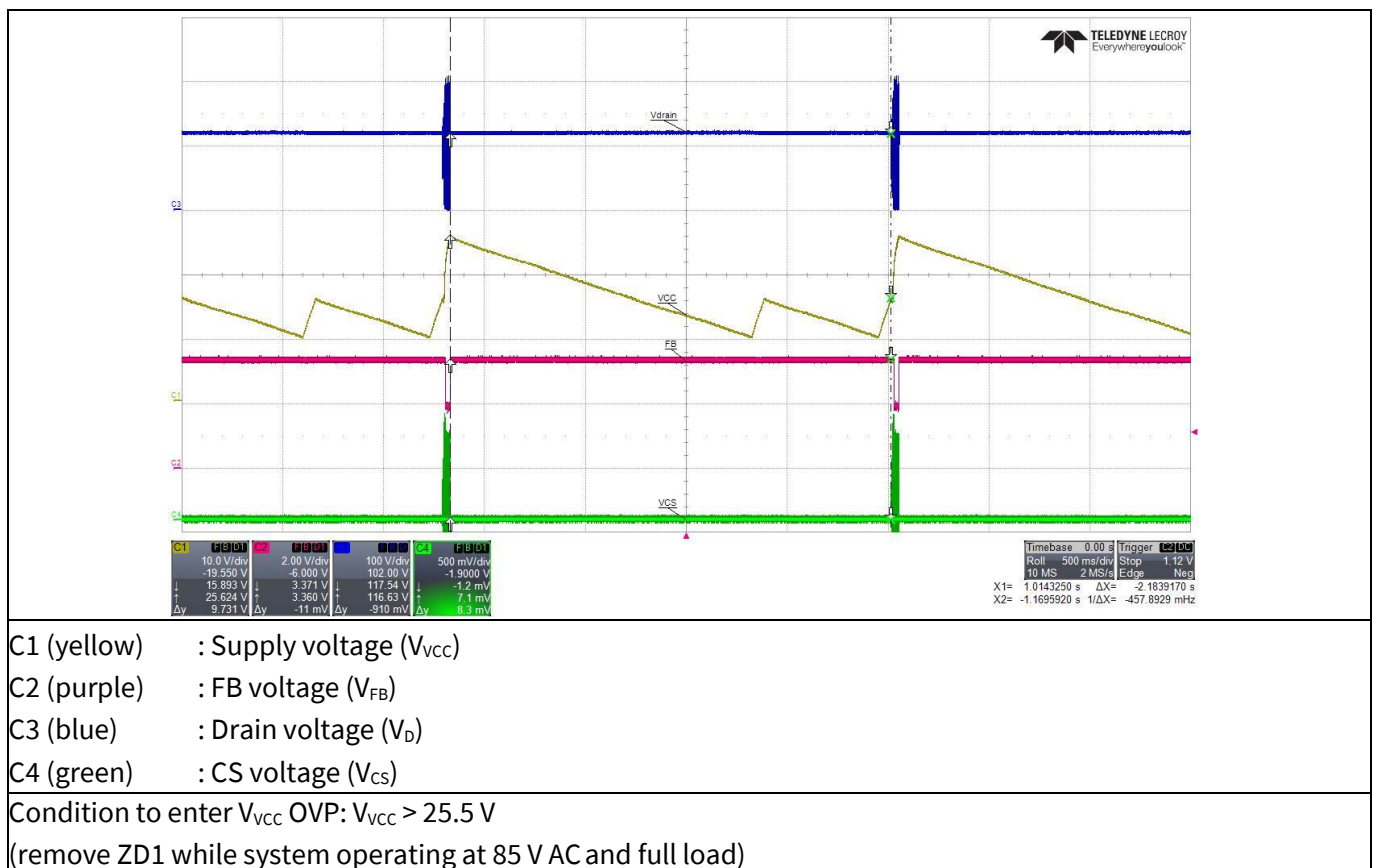 TELEDYNE LECROY
Everywhereyoulook™
Vdrain
C3
VCC
FB
C1
C2
VCS
C4
C1 F B D1 C2 F B D1 C4 F B D1
10.0 V/div 2.00 V/div 100 V/div 500 mV/div
-19.550 V -6.000 V 102.00 V -1.9000 V
↓ 15.893 V ↓ 3.371 V ↓ 117.54 V ↓ -1.2 mV
↑ 25.624 V ↑ 3.360 V ↑ 116.63 V ↑ 7.1 mV
Δy 9.731 V Δy -11 mV Δy -910 mV Δy 8.3 mV
Timebase 0.00 s Trigger C2 DC
Roll 500 ms/div Stop 1.12 V
10 MS 2 MS/s Edge Neg
X1= 1.0143250 s ΔX= -2.1839170 s
X2= -1.1695920 s 1/ΔX= -457.8929 mHz
C1 (yellow) : Supply voltage (VVCC)
C2 (purple) : FB voltage (VFB)
C3 (blue) : Drain voltage (VD)
C4 (green) : CS voltage (VCS)
Condition to enter VVCC OVP: VVCC > 25.5 V
(remove ZD1 while system operating at 85 V AC and full load)